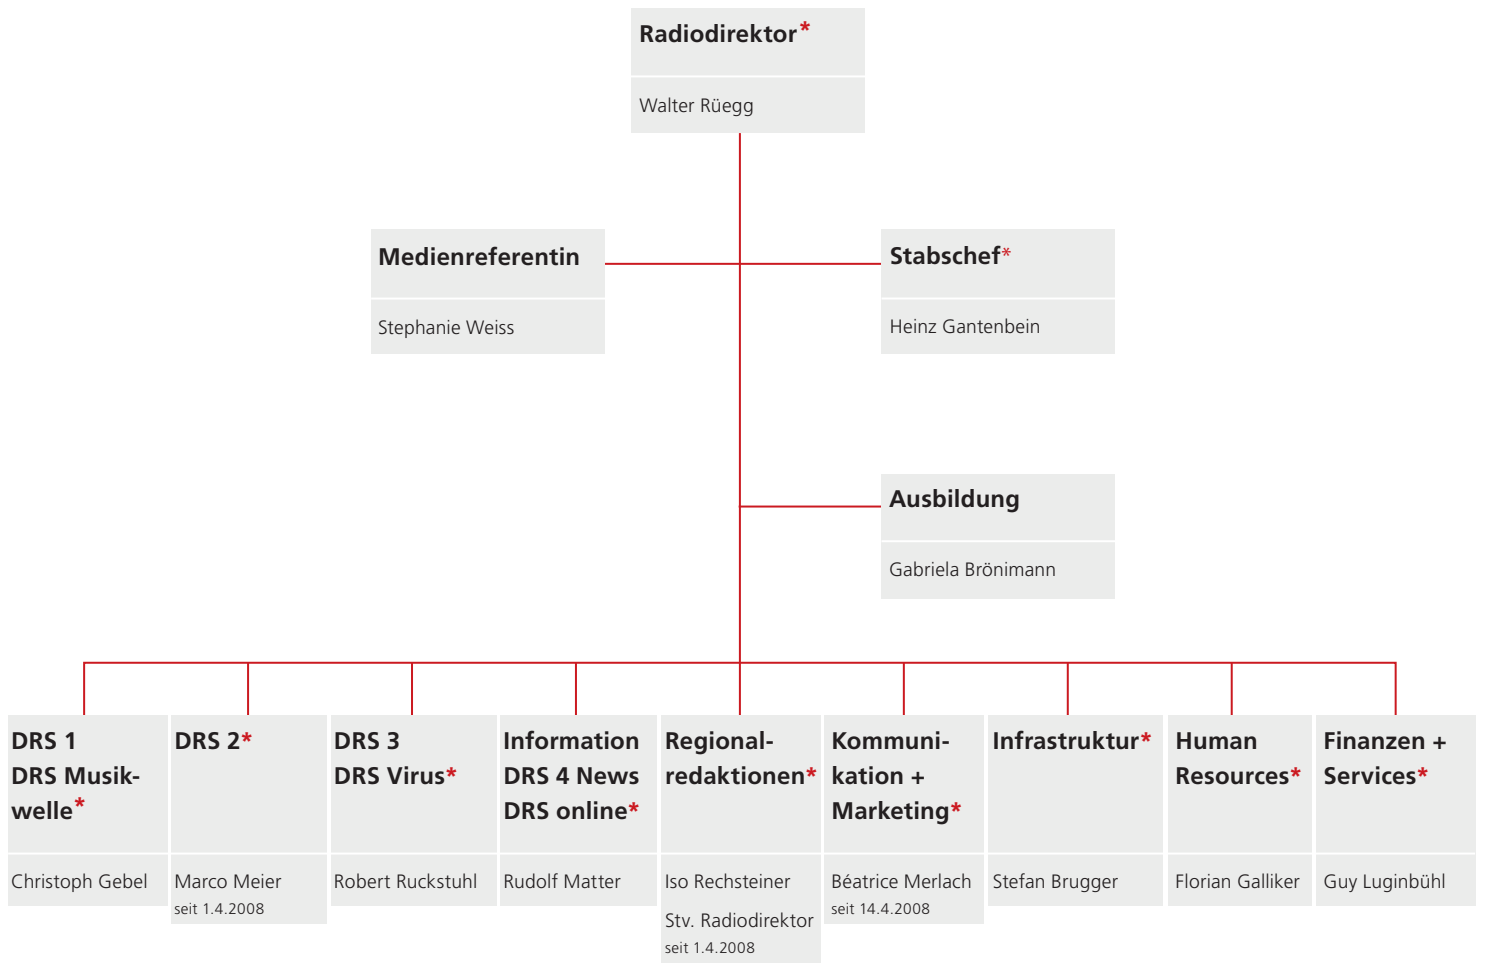 Radiodirektor*
Walter Rüegg
Medienreferentin
Stephanie Weiss
Stabschef*
Heinz Gantenbein
Ausbildung
Gabriela Brönimann
DRS 1
DRS Musik-
welle*
Christoph Gebel
DRS 2*
Marco Meier
seit 1.4.2008
DRS 3
DRS Virus*
Robert Ruckstuhl
Information
DRS 4 News
DRS online*
Rudolf Matter
Regional-
redaktionen*
Iso Rechsteiner
Stv. Radiodirektor
seit 1.4.2008
Kommuni-
kation +
Marketing*
Béatrice Merlach
seit 14.4.2008
Infrastruktur*
Stefan Brugger
Human
Resources*
Florian Galliker
Finanzen +
Services*
Guy Luginbühl